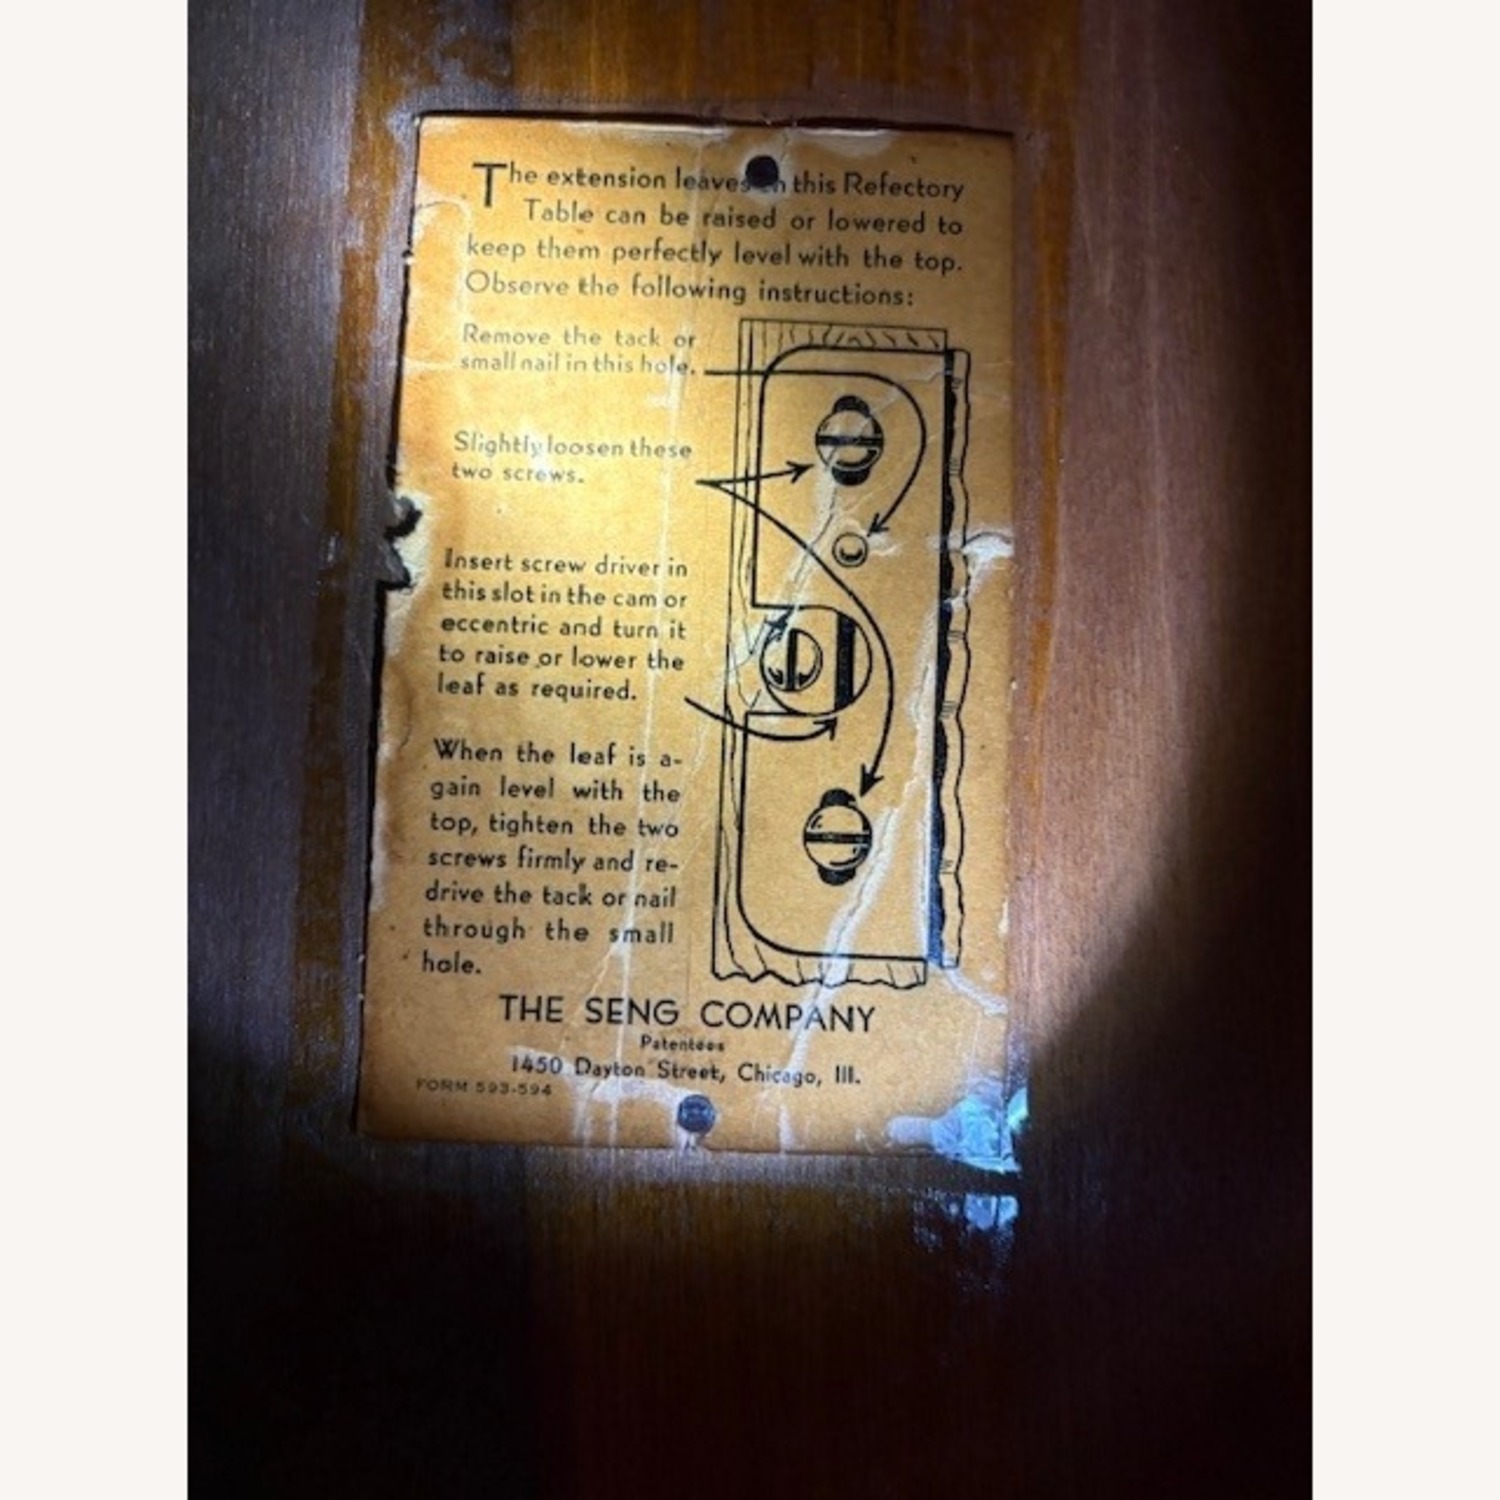 The extension leaves in this Refectory
Table can be raised or lowered to
keep them perfectly level with the top.
Observe the following instructions:
Remove the tack or
small nail in this hole.
Slightly loosen these
two screws.
Insert screw driver in
this slot in the cam or
eccentric and turn it
to raise or lower the
leaf as required.
When the leaf is a-
gain level with the
top, tighten the two
screws firmly and re-
drive the tack or nail
through the small
hole.
THE SENG COMPANY
Patentees
1450 Dayton Street, Chicago, Ill.
FORM 593-594